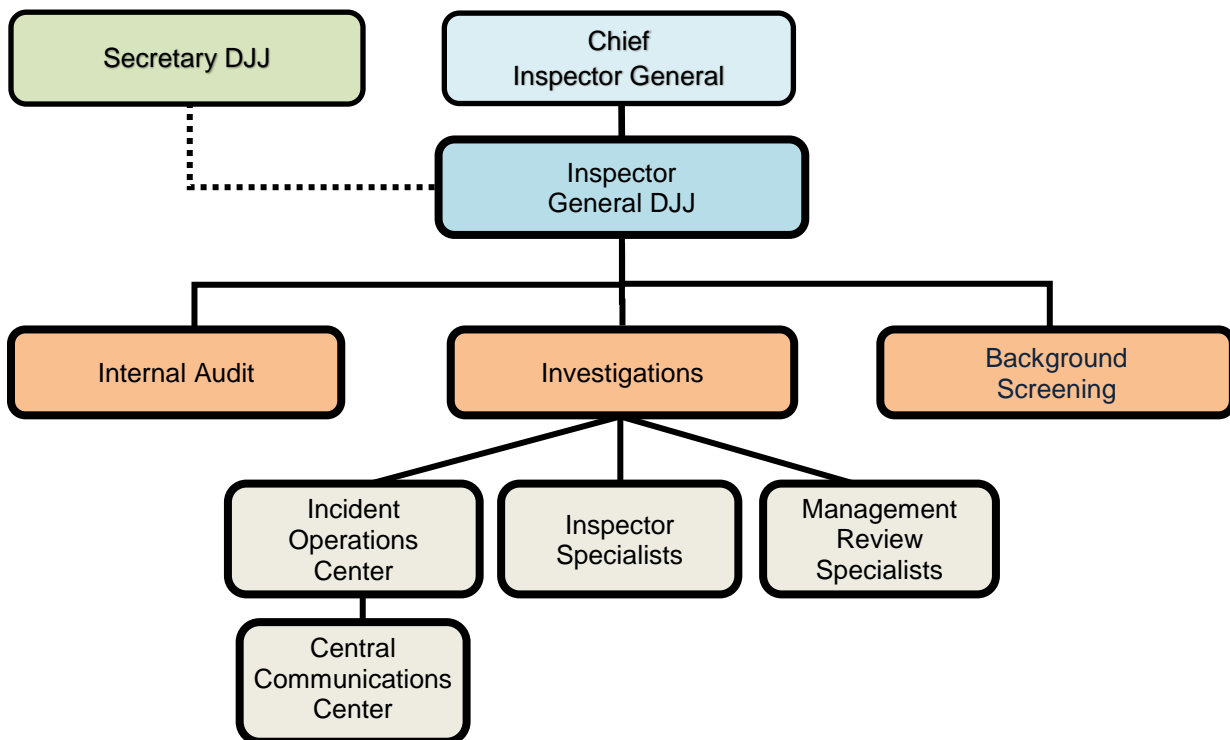 Secretary DJJ
Chief
Inspector General
Inspector
General DJJ
Internal Audit
Investigations
Background
Screening
Incident
Operations
Center
Inspector
Specialists
Management
Review
Specialists
Central
Communications
Center